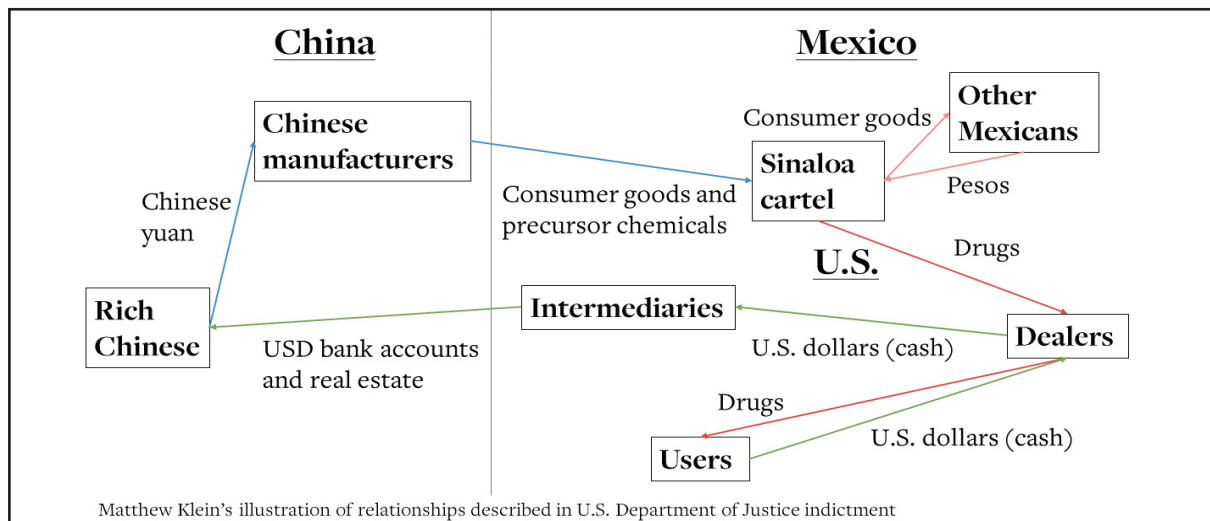 China
Mexico
Chinese
manufacturers
Other
Mexicans
Consumer goods
Sinaloa
cartel
Pesos
Chinese
yuan
Consumer goods and
precursor chemicals
Drugs
U.S.
Rich
Chinese
Intermediaries
Dealers
USD bank accounts
and real estate
U.S. dollars (cash)
Drugs
U.S. dollars (cash)
Users
Matthew Klein’s illustration of relationships described in U.S. Department of Justice indictment